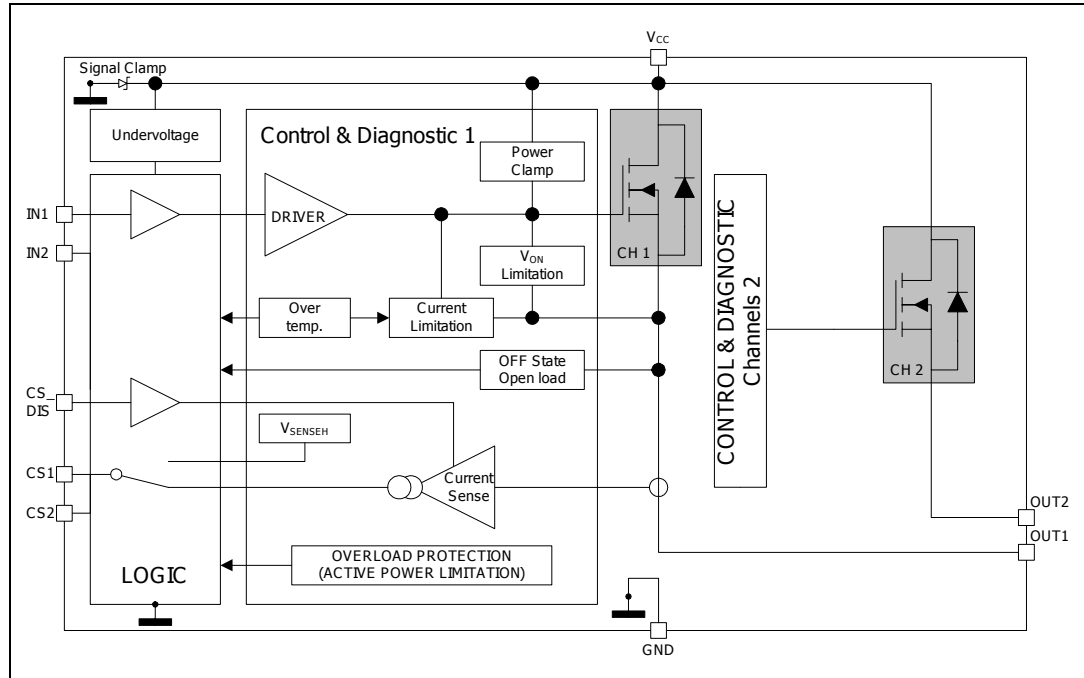 VCC
Signal Clamp
Undervoltage
Control & Diagnostic 1
Power
Clamp
IN1
DRIVER
IN2
VON
Limitation
CH 1
CONTROL & DIAGNOSTIC
Channels 2
CH 2
Over
temp.
Current
Limitation
OFF State
Open load
CS_
DIS
VSENSEH
CS1
Current
Sense
CS2
OUT2
OUT1
OVERLOAD PROTECTION
(ACTIVE POWER LIMITATION)
LOGIC
GND